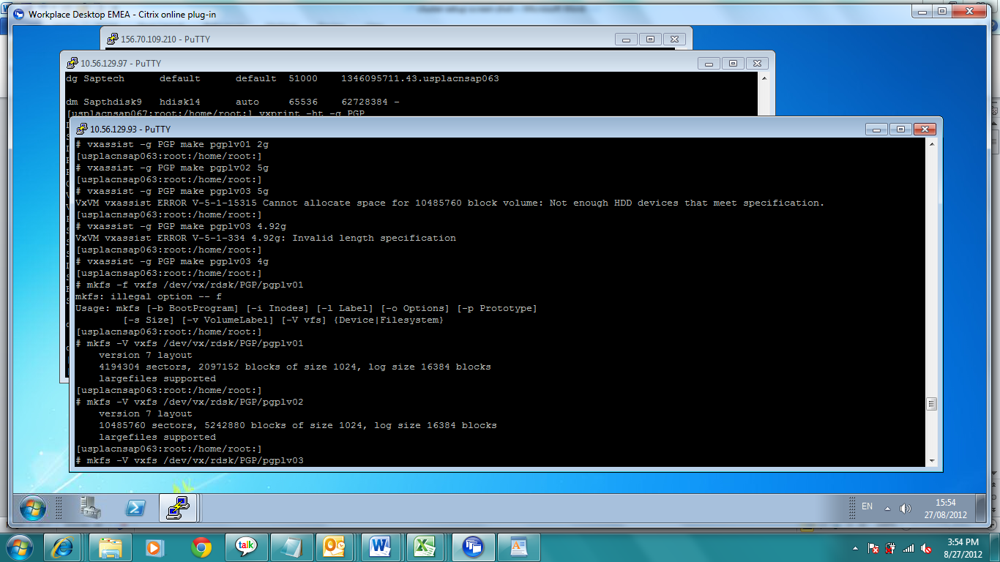 Workplace Desktop EMEA - Citrix online plug-in
156.70.109.210 - PuTTY
10.56.129.97 - PuTTY
dg Saptech      default      default  51000    1346095711.43.usplacnsap063
dm Sapthdisk9   hdisk14      auto     65536    62728384 -
[usplacnsap067:root:/home/root:] vxprint -ht -g PGP
10.56.129.93 - PuTTY
# vxassist -g PGP make pgplv01 2g
[usplacnsap063:root:/home/root:]
# vxassist -g PGP make pgplv02 5g
[usplacnsap063:root:/home/root:]
# vxassist -g PGP make pgplv03 5g
VxVM vxassist ERROR V-5-1-15315 Cannot allocate space for 10485760 block volume: Not enough HDD devices that meet specification.
[usplacnsap063:root:/home/root:]
# vxassist -g PGP make pgplv03 4.92g
VxVM vxassist ERROR V-5-1-334 4.92g: Invalid length specification
[usplacnsap063:root:/home/root:]
# vxassist -g PGP make pgplv03 4g
[usplacnsap063:root:/home/root:]
# mkfs -f vxfs /dev/vx/rdsk/PGP/pgplv01
mkfs: illegal option -- f
Usage: mkfs [-b BootProgram] [-i Inodes] [-l Label] [-o Options] [-p Prototype]
[-s Size] [-v VolumeLabel] [-V vfs] {Device|Filesystem}
[usplacnsap063:root:/home/root:]
# mkfs -V vxfs /dev/vx/rdsk/PGP/pgplv01
version 7 layout
4194304 sectors, 2097152 blocks of size 1024, log size 16384 blocks
largefiles supported
[usplacnsap063:root:/home/root:]
# mkfs -V vxfs /dev/vx/rdsk/PGP/pgplv02
version 7 layout
10485760 sectors, 5242880 blocks of size 1024, log size 16384 blocks
largefiles supported
[usplacnsap063:root:/home/root:]
# mkfs -V vxfs /dev/vx/rdsk/PGP/pgplv03
EN
15:54
27/08/2012
talk
3:54 PM
8/27/2012